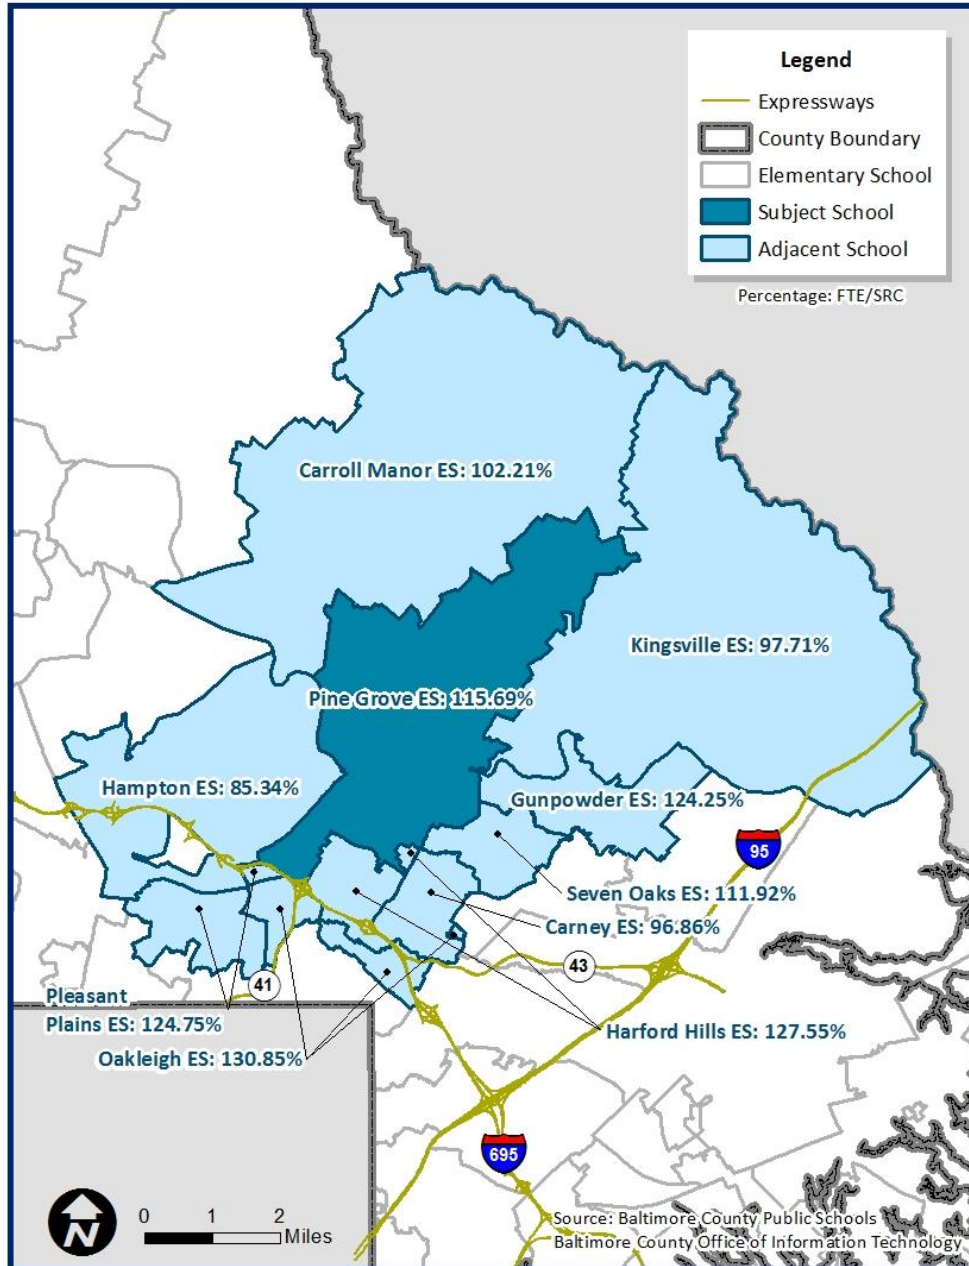 Legend
Expressways
County Boundary
Elementary School
Subject School
Adjacent School
Percentage: FTE/SRC
Carroll Manor ES: 102.21%
Kingsville ES: 97.71%
Pine Grove ES: 115.69%
Hampton ES: 85.34%
Gunpowder ES: 124.25%
95
Seven Oaks ES: 111.92%
Carney ES: 96.86%
43
41
Pleasant
Plains ES: 124.75%
Harford Hills ES: 127.55%
Oakleigh ES: 130.85%
695
N
0 1 2
Miles
Source: Baltimore County Public Schools
Baltimore County Office of Information Technology